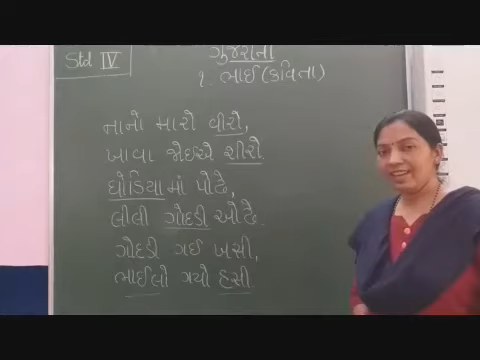 Std IV
ગુજરાતી
૧. ભાઈ (કવિતા)
નાનો મારો વીરો,
ખાવા જોઈએ શીરો.
ઘોડિયામાં પોઢે,
લીલી ગોદડી ઓઢે.
ગોદડી ગઈ ખસી,
ભાઈલો ગયો હસી.